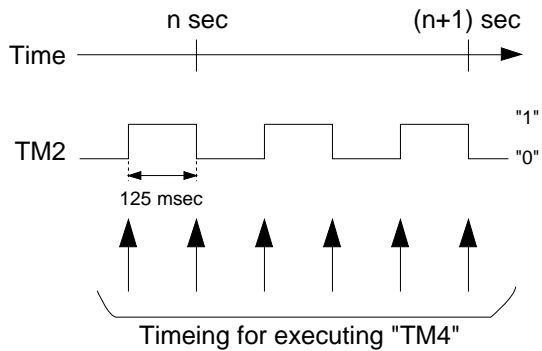 n sec (n+1) sec
Time
"1"
TM2 "0"
125 msec
Timeing for executing "TM4"